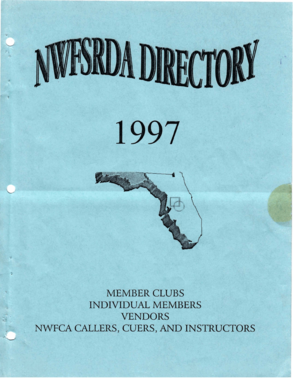 NWFSRDA DIRECTORY
1997
MEMBER CLUBS
INDIVIDUAL MEMBERS
VENDORS
NWFCA CALLERS, CUERS, AND INSTRUCTORS